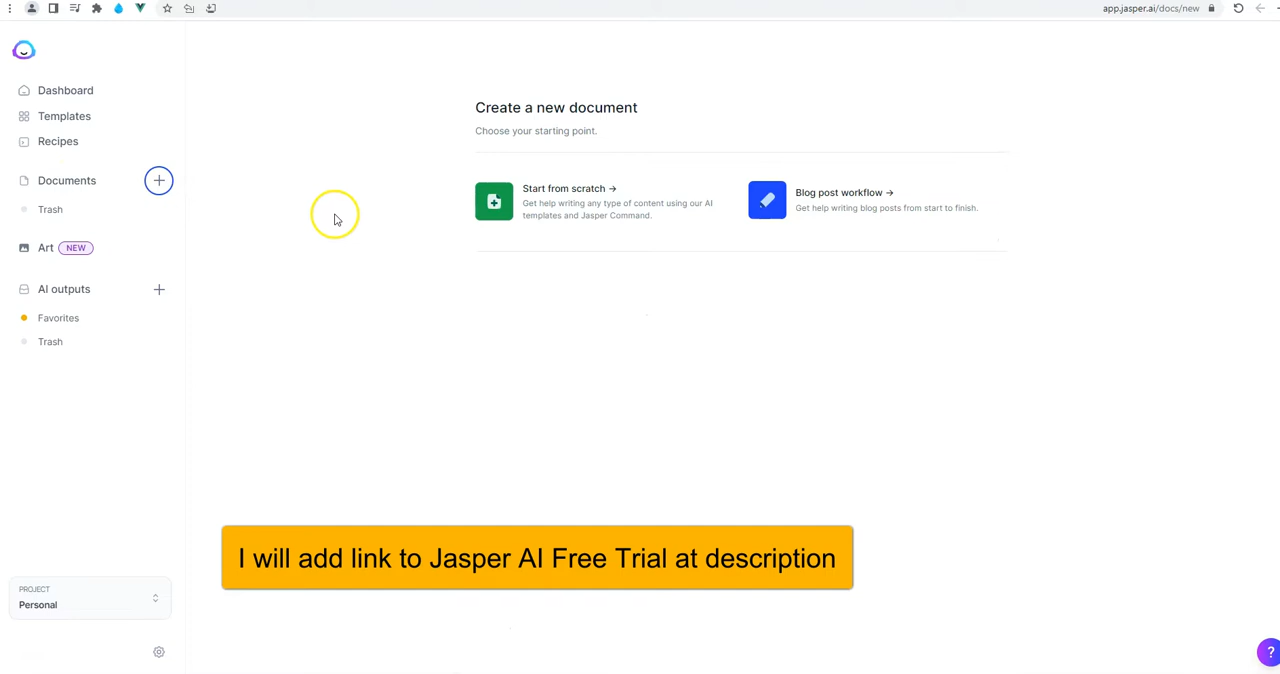 app.jasper.ai/docs/new
Dashboard
Templates
Recipes
Documents
Trash
Art NEW
AI outputs
Favorites
Trash
PROJECT
Personal
Create a new document
Choose your starting point.
Start from scratch →
Get help writing any type of content using our AI
templates and Jasper Command.
Blog post workflow →
Get help writing blog posts from start to finish.
I will add link to Jasper AI Free Trial at description
?